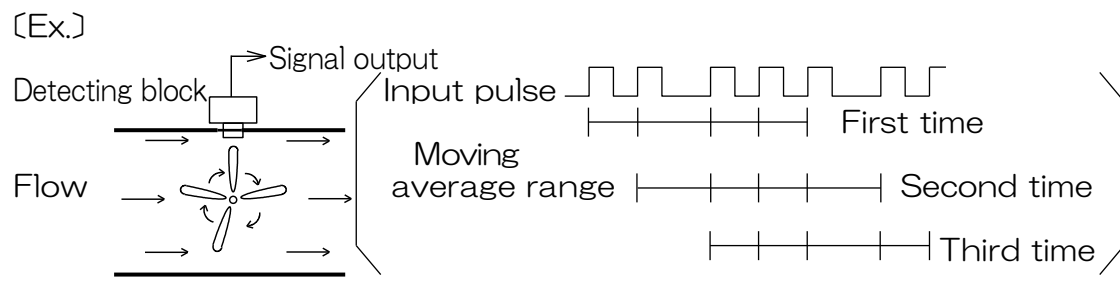 〔Ex.〕
Signal output
Detecting block
Input pulse
First time
Moving
average range
Flow
Second time
Third time